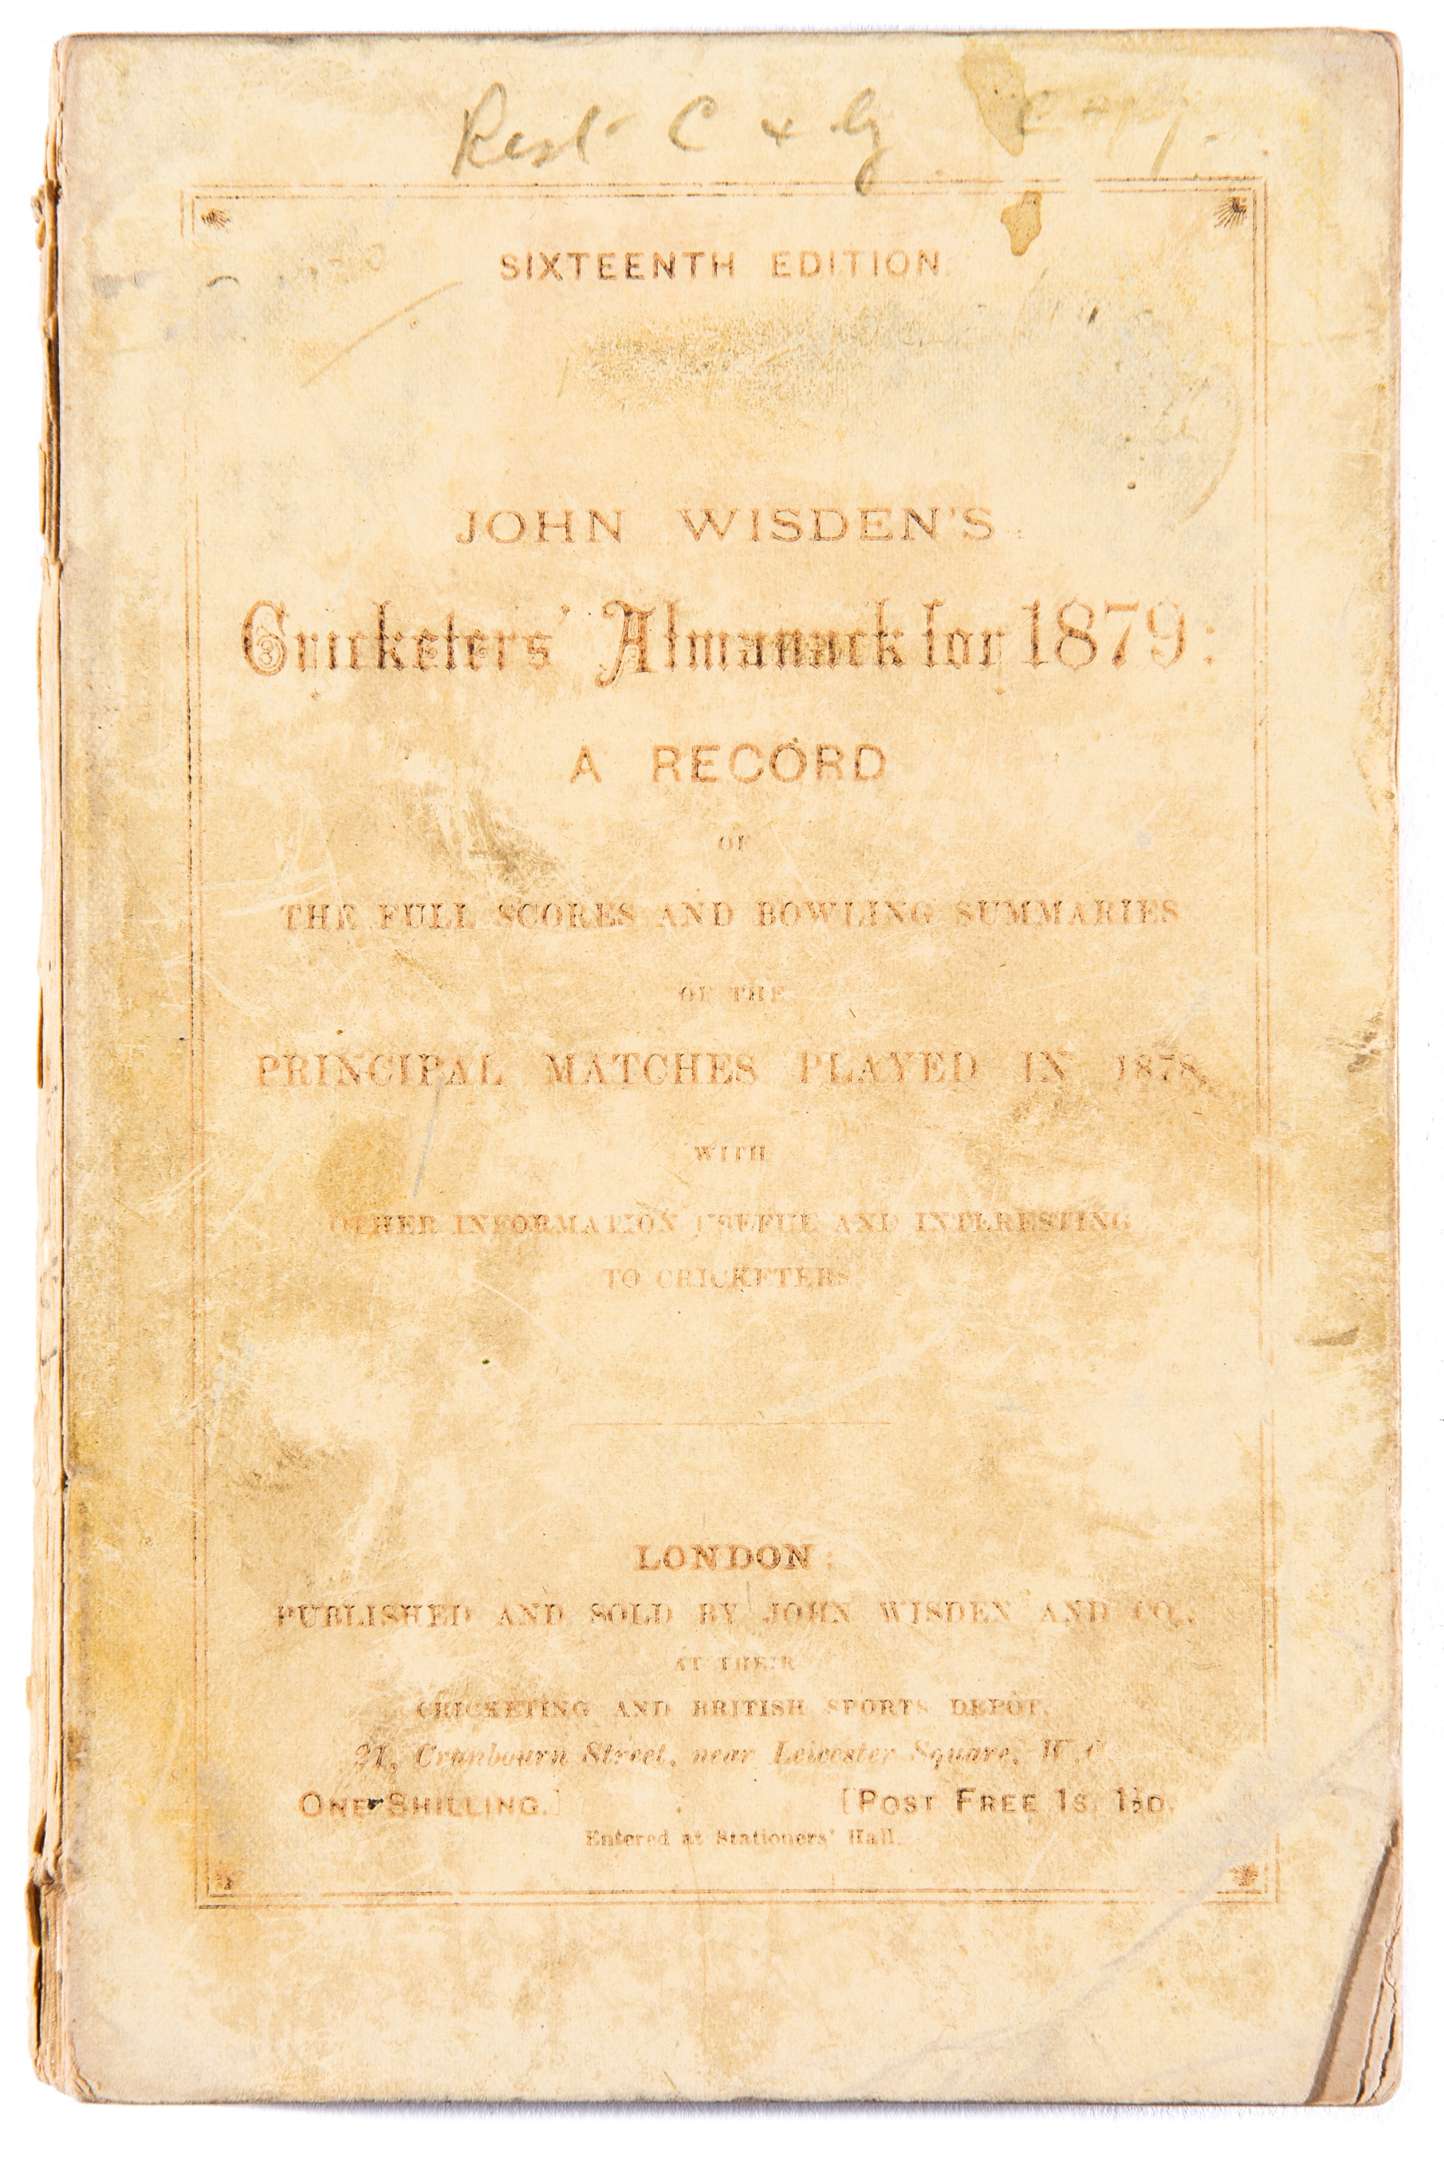 Rest C + G Copy.
SIXTEENTH EDITION.
JOHN WISDEN'S
Cricketers' Almanack for 1879:
A RECORD
OF
THE FULL SCORES AND BOWLING SUMMARIES
OF THE
PRINCIPAL MATCHES PLAYED IN 1878,
WITH
OTHER INFORMATION USEFUL AND INTERESTING
TO CRICKETERS.
LONDON:
PUBLISHED AND SOLD BY JOHN WISDEN AND CO.,
AT THEIR
CRICKETING AND BRITISH SPORTS DEPÔT,
21, Cranbourn Street, near Leicester Square, W.C.
ONE SHILLING.] [POST FREE 1S. 1½D.
Entered at Stationers' Hall.